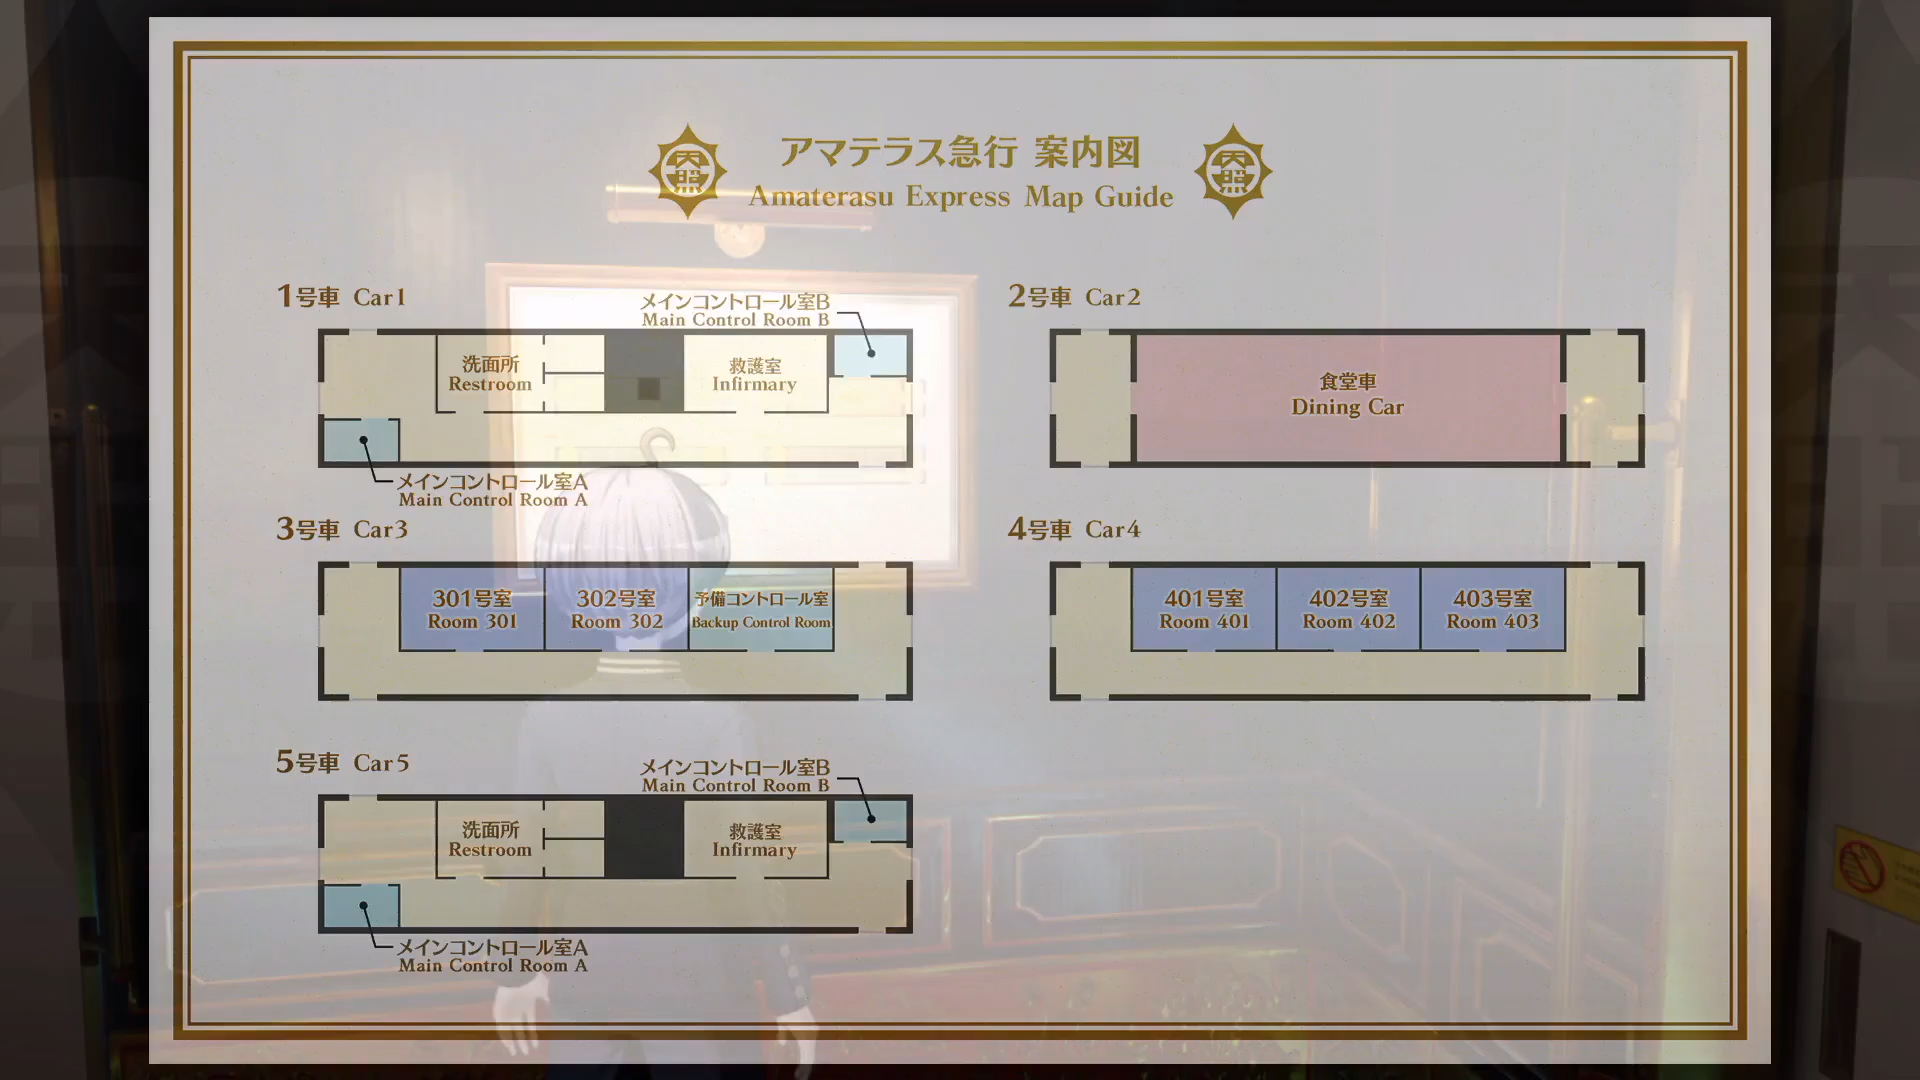 アマテラス急行 案内図
Amaterasu Express Map Guide
天照
天照
1号車 Car1
メインコントロール室B
Main Control Room B
洗面所
Restroom
救護室
Infirmary
メインコントロール室A
Main Control Room A
2号車 Car2
食堂車
Dining Car
3号車 Car3
301号室
Room 301
302号室
Room 302
予備コントロール室
Backup Control Room
4号車 Car4
401号室
Room 401
402号室
Room 402
403号室
Room 403
5号車 Car5
メインコントロール室B
Main Control Room B
洗面所
Restroom
救護室
Infirmary
メインコントロール室A
Main Control Room A